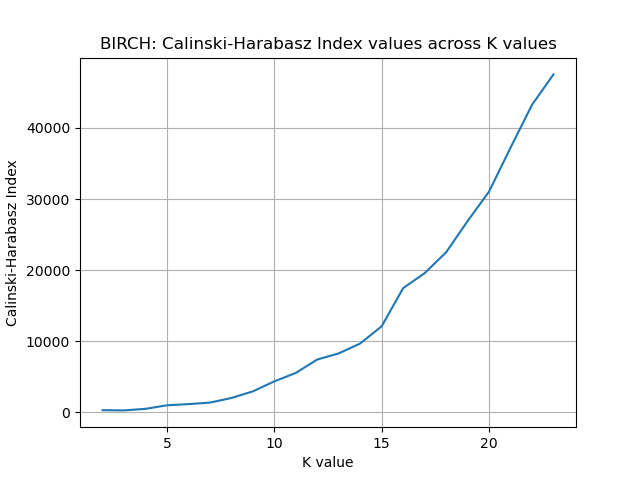 BIRCH: Calinski-Harabasz Index values across K values
Calinski-Harabasz Index
40000
30000
20000
10000
0
5 10 15 20
K value